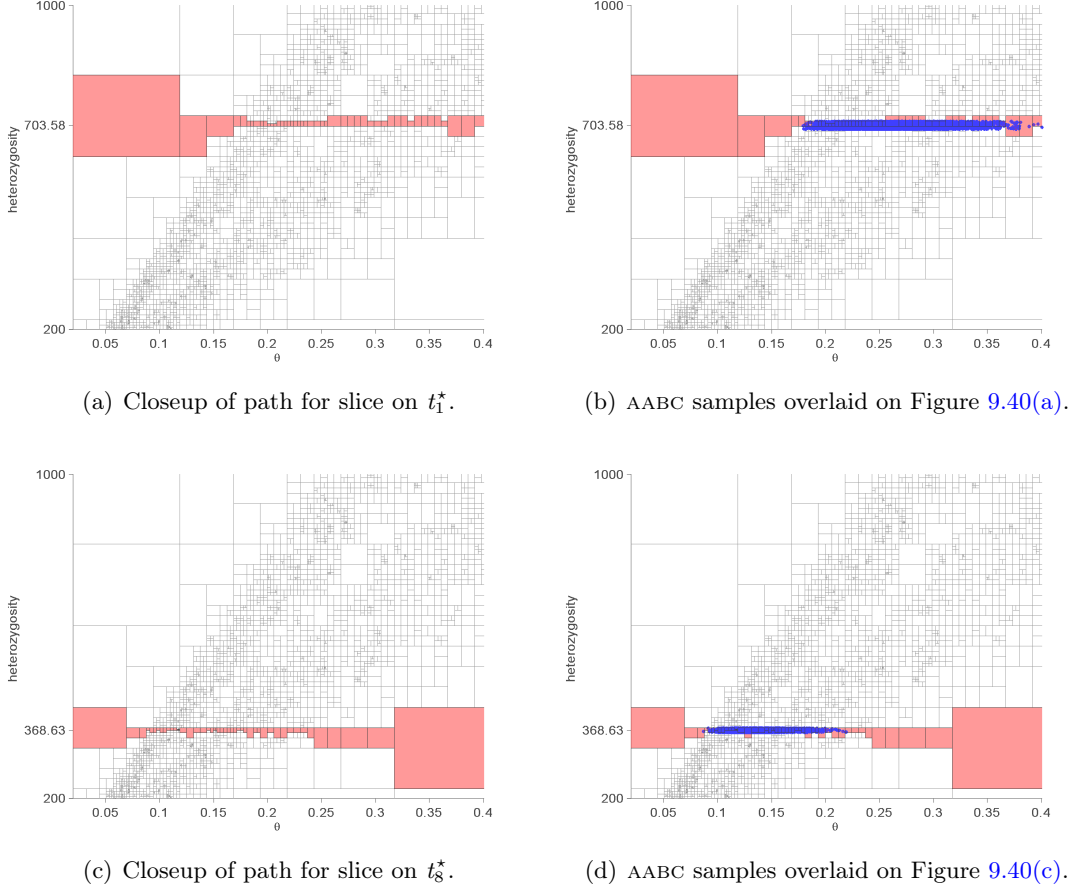 1000
703.58
heterozygosity
200
0.05 0.1 0.15 0.2 0.25 0.3 0.35 0.4
θ
(a) Closeup of path for slice on t₁⋆.
1000
703.58
heterozygosity
200
0.05 0.1 0.15 0.2 0.25 0.3 0.35 0.4
θ
(b) AABC samples overlaid on Figure 9.40(a).
1000
heterozygosity
368.63
200
0.05 0.1 0.15 0.2 0.25 0.3 0.35 0.4
θ
(c) Closeup of path for slice on t₈⋆.
1000
heterozygosity
368.63
200
0.05 0.1 0.15 0.2 0.25 0.3 0.35 0.4
θ
(d) AABC samples overlaid on Figure 9.40(c).